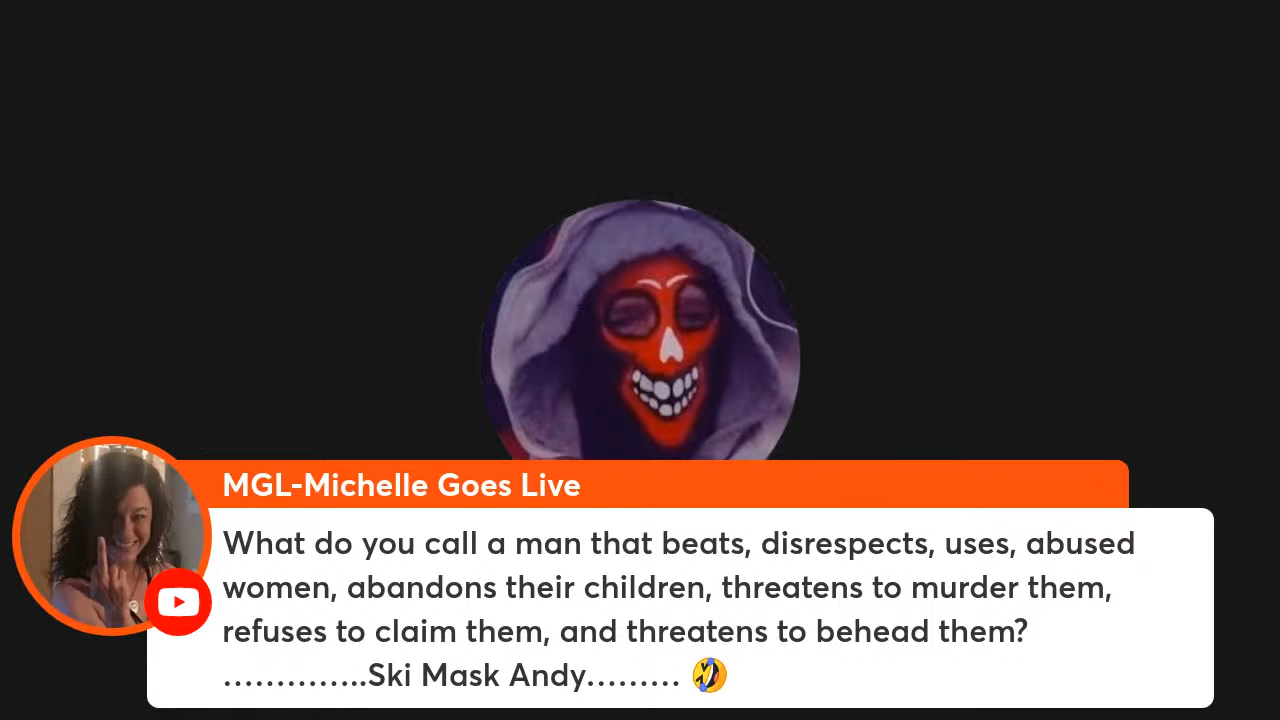 MGL-Michelle Goes Live
What do you call a man that beats, disrespects, uses, abused
women, abandons their children, threatens to murder them,
refuses to claim them, and threatens to behead them?
…………..Ski Mask Andy……… 🤣